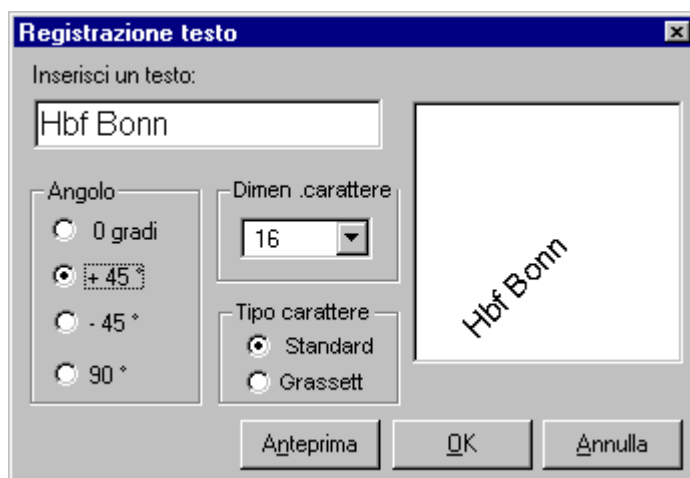 Registrazione testo
Inserisci un testo:
Hbf Bonn
Angolo
0 gradi
+ 45 °
- 45 °
90 °
Dimen .carattere
16
Tipo carattere
Standard
Grassett
Hbf Bonn
Anteprima
OK
Annulla